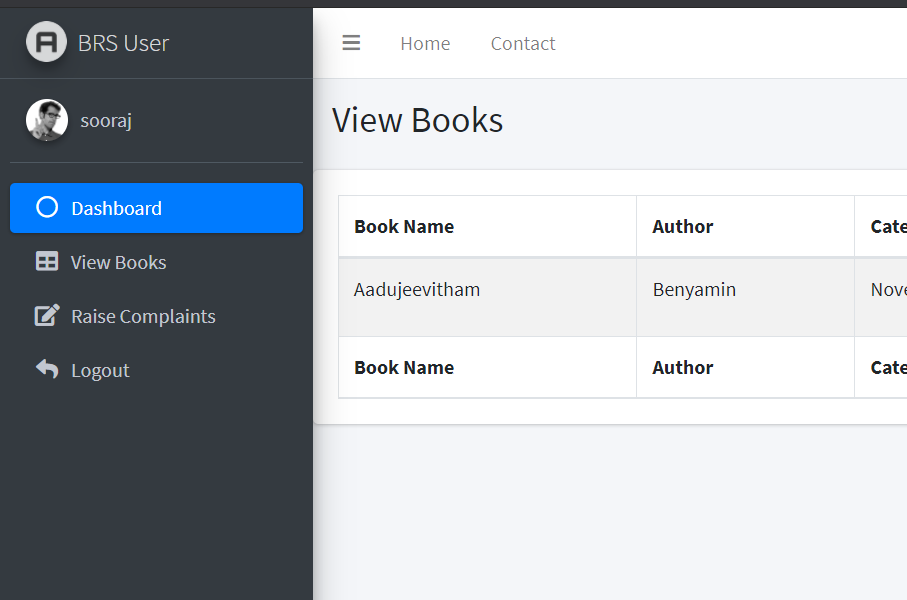 BRS User
Home Contact
sooraj
View Books
Dashboard
View Books
Raise Complaints
Logout
Book Name Author Cate
Aadujeevitham Benyamin Nove
Book Name Author Cate